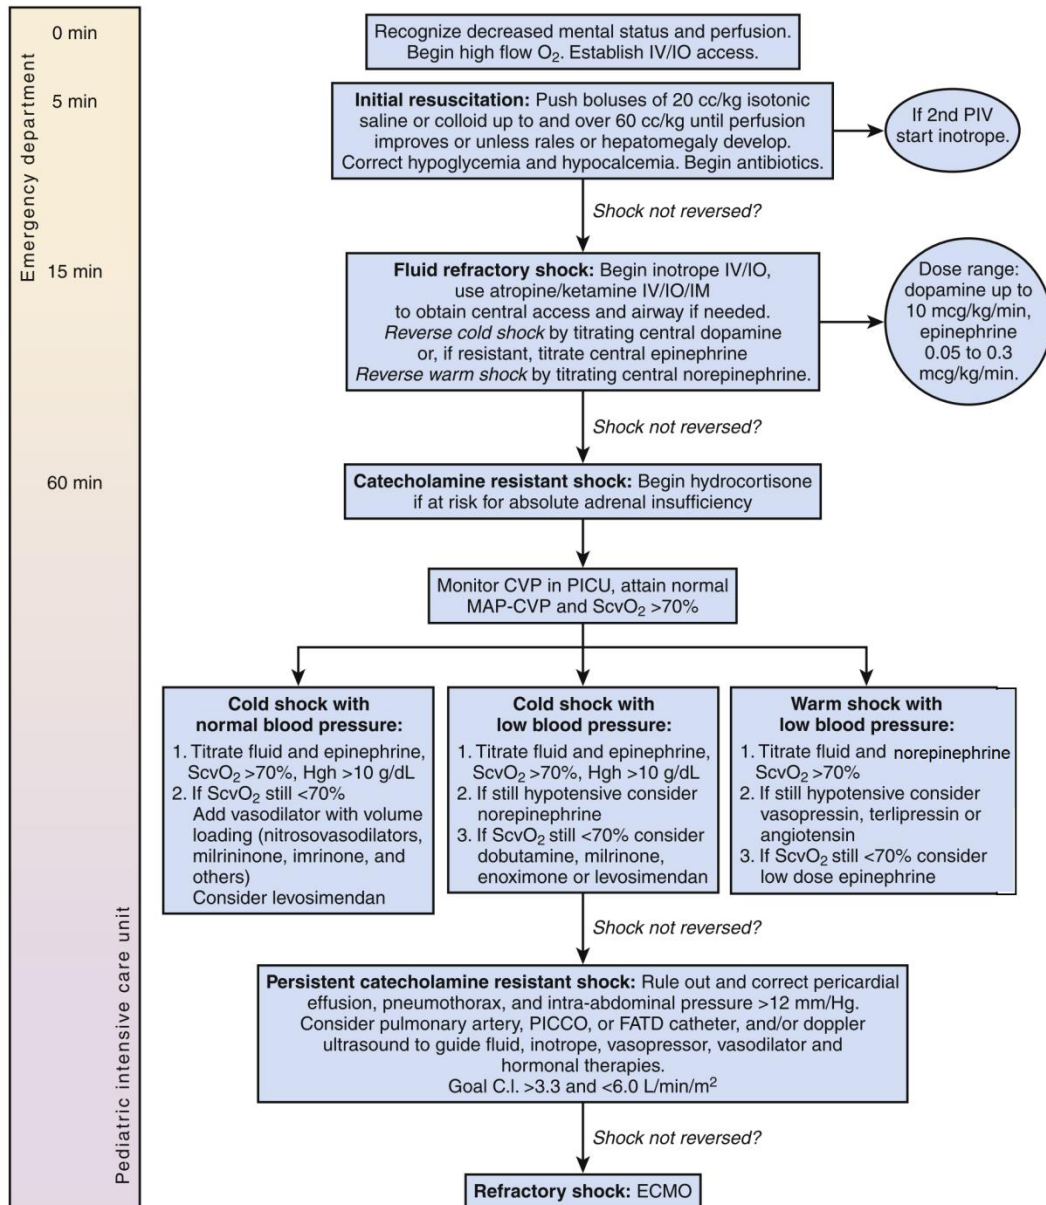 Emergency department
Pediatric intensive care unit
0 min
5 min
15 min
60 min
Recognize decreased mental status and perfusion.
Begin high flow O₂. Establish IV/IO access.
Initial resuscitation: Push boluses of 20 cc/kg isotonic
saline or colloid up to and over 60 cc/kg until perfusion
improves or unless rales or hepatomegaly develop.
Correct hypoglycemia and hypocalcemia. Begin antibiotics.
If 2nd PIV
start inotrope.
Shock not reversed?
Fluid refractory shock: Begin inotrope IV/IO,
use atropine/ketamine IV/IO/IM
to obtain central access and airway if needed.
Reverse cold shock by titrating central dopamine
or, if resistant, titrate central epinephrine
Reverse warm shock by titrating central norepinephrine.
Dose range:
dopamine up to
10 mcg/kg/min,
epinephrine
0.05 to 0.3
mcg/kg/min.
Shock not reversed?
Catecholamine resistant shock: Begin hydrocortisone
if at risk for absolute adrenal insufficiency
Monitor CVP in PICU, attain normal
MAP-CVP and ScvO₂ >70%
Cold shock with
normal blood pressure:
1. Titrate fluid and epinephrine,
ScvO₂ >70%, Hgh >10 g/dL
2. If ScvO₂ still <70%
Add vasodilator with volume
loading (nitrosovasodilators,
milrininone, imrinone, and
others)
Consider levosimendan
Cold shock with
low blood pressure:
1. Titrate fluid and epinephrine,
ScvO₂ >70%, Hgh >10 g/dL
2. If still hypotensive consider
norepinephrine
3. If ScvO₂ still <70% consider
dobutamine, milrinone,
enoximone or levosimendan
Warm shock with
low blood pressure:
1. Titrate fluid and norepinephrine
ScvO₂ >70%
2. If still hypotensive consider
vasopressin, terlipressin or
angiotensin
3. If ScvO₂ still <70% consider
low dose epinephrine
Shock not reversed?
Persistent catecholamine resistant shock: Rule out and correct pericardial
effusion, pneumothorax, and intra-abdominal pressure >12 mm/Hg.
Consider pulmonary artery, PICCO, or FATD catheter, and/or doppler
ultrasound to guide fluid, inotrope, vasopressor, vasodilator and
hormonal therapies.
Goal C.I. >3.3 and <6.0 L/min/m²
Shock not reversed?
Refractory shock: ECMO